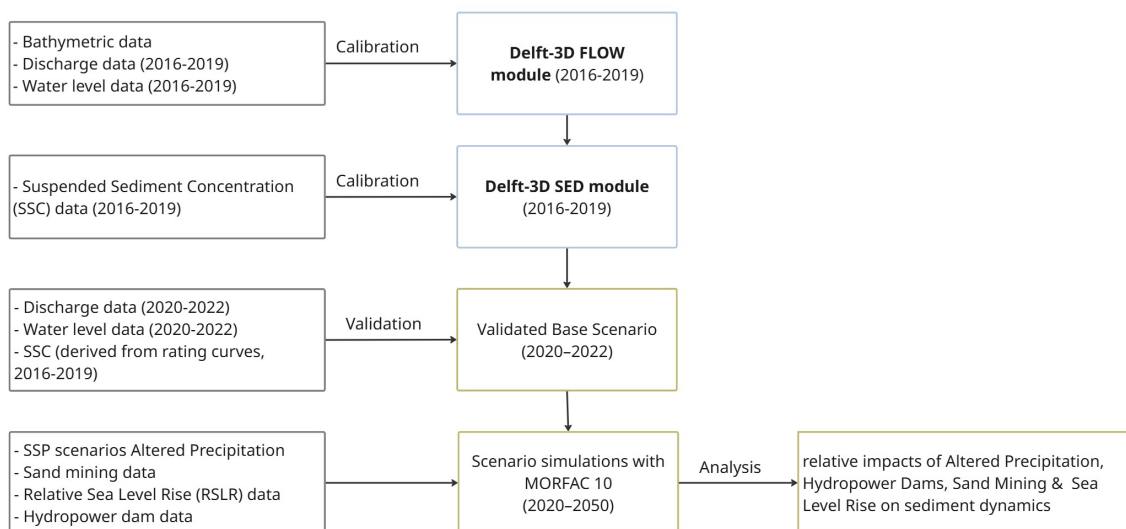 - Bathymetric data
- Discharge data (2016-2019)
- Water level data (2016-2019)
Calibration
Delft-3D FLOW
module (2016-2019)
- Suspended Sediment Concentration
(SSC) data (2016-2019)
Calibration
Delft-3D SED module
(2016-2019)
- Discharge data (2020-2022)
- Water level data (2020-2022)
- SSC (derived from rating curves,
2016-2019)
Validation
Validated Base Scenario
(2020–2022)
- SSP scenarios Altered Precipitation
- Sand mining data
- Relative Sea Level Rise (RSLR) data
- Hydropower dam data
Scenario simulations with
MORFAC 10
(2020–2050)
Analysis
relative impacts of Altered Precipitation,
Hydropower Dams, Sand Mining & Sea
Level Rise on sediment dynamics